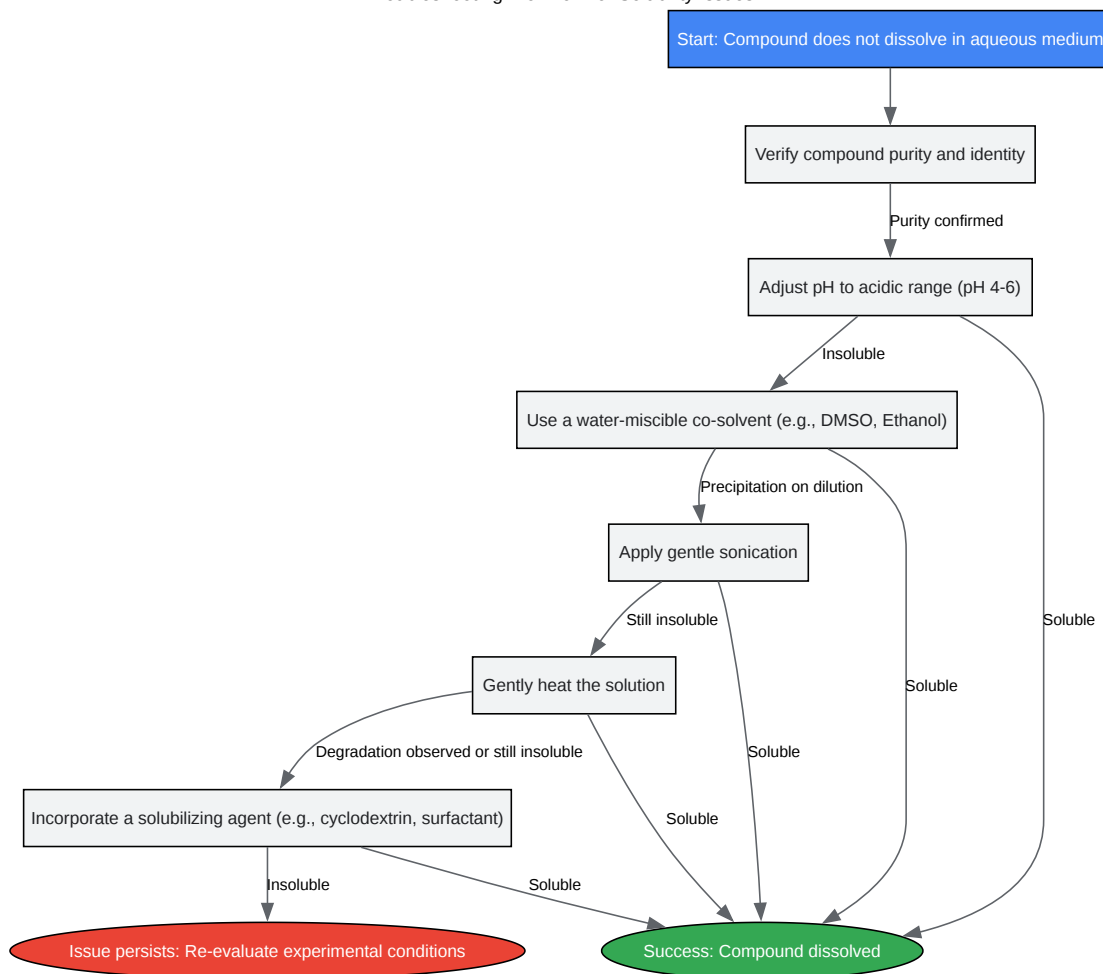 Start: Compound does not dissolve in aqueous medium
Verify compound purity and identity
Purity confirmed
Adjust pH to acidic range (pH 4-6)
Insoluble
Use a water-miscible co-solvent (e.g., DMSO, Ethanol)
Precipitation on dilution
Apply gentle sonication
Still insoluble
Soluble
Gently heat the solution
Soluble
Degradation observed or still insoluble
Soluble
Incorporate a solubilizing agent (e.g., cyclodextrin, surfactant)
Soluble
Insoluble
Soluble
Issue persists: Re-evaluate experimental conditions
Success: Compound dissolved